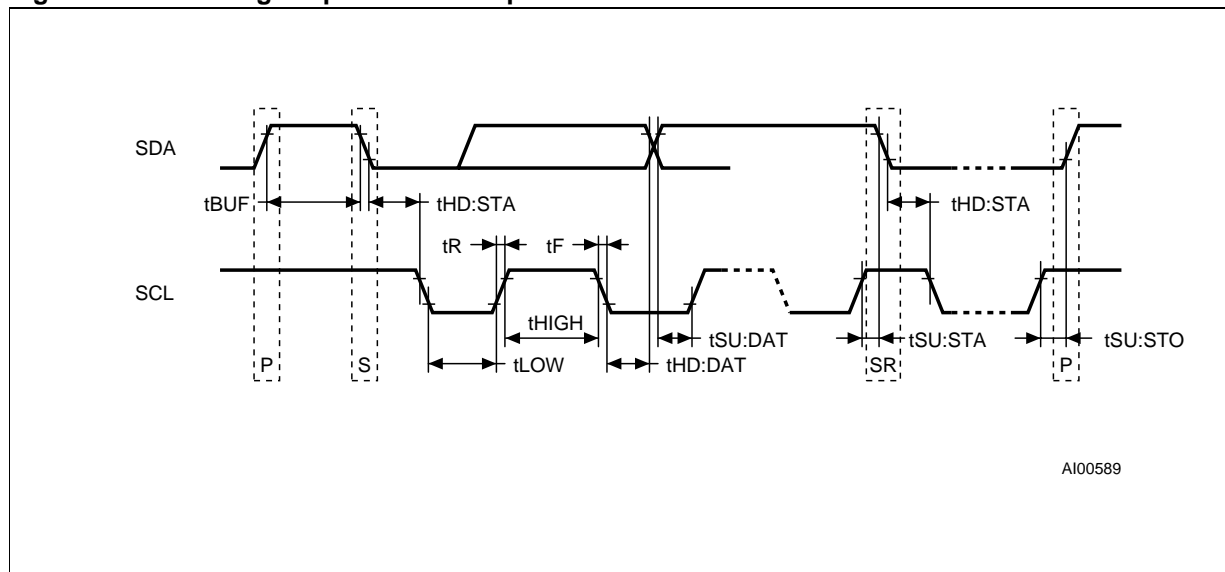 SDA
tBUF
tHD:STA
tHD:STA
tR
tF
SCL
tHIGH
tSU:DAT
tSU:STA
tSU:STO
P
S
tLOW
tHD:DAT
SR
P
AI00589